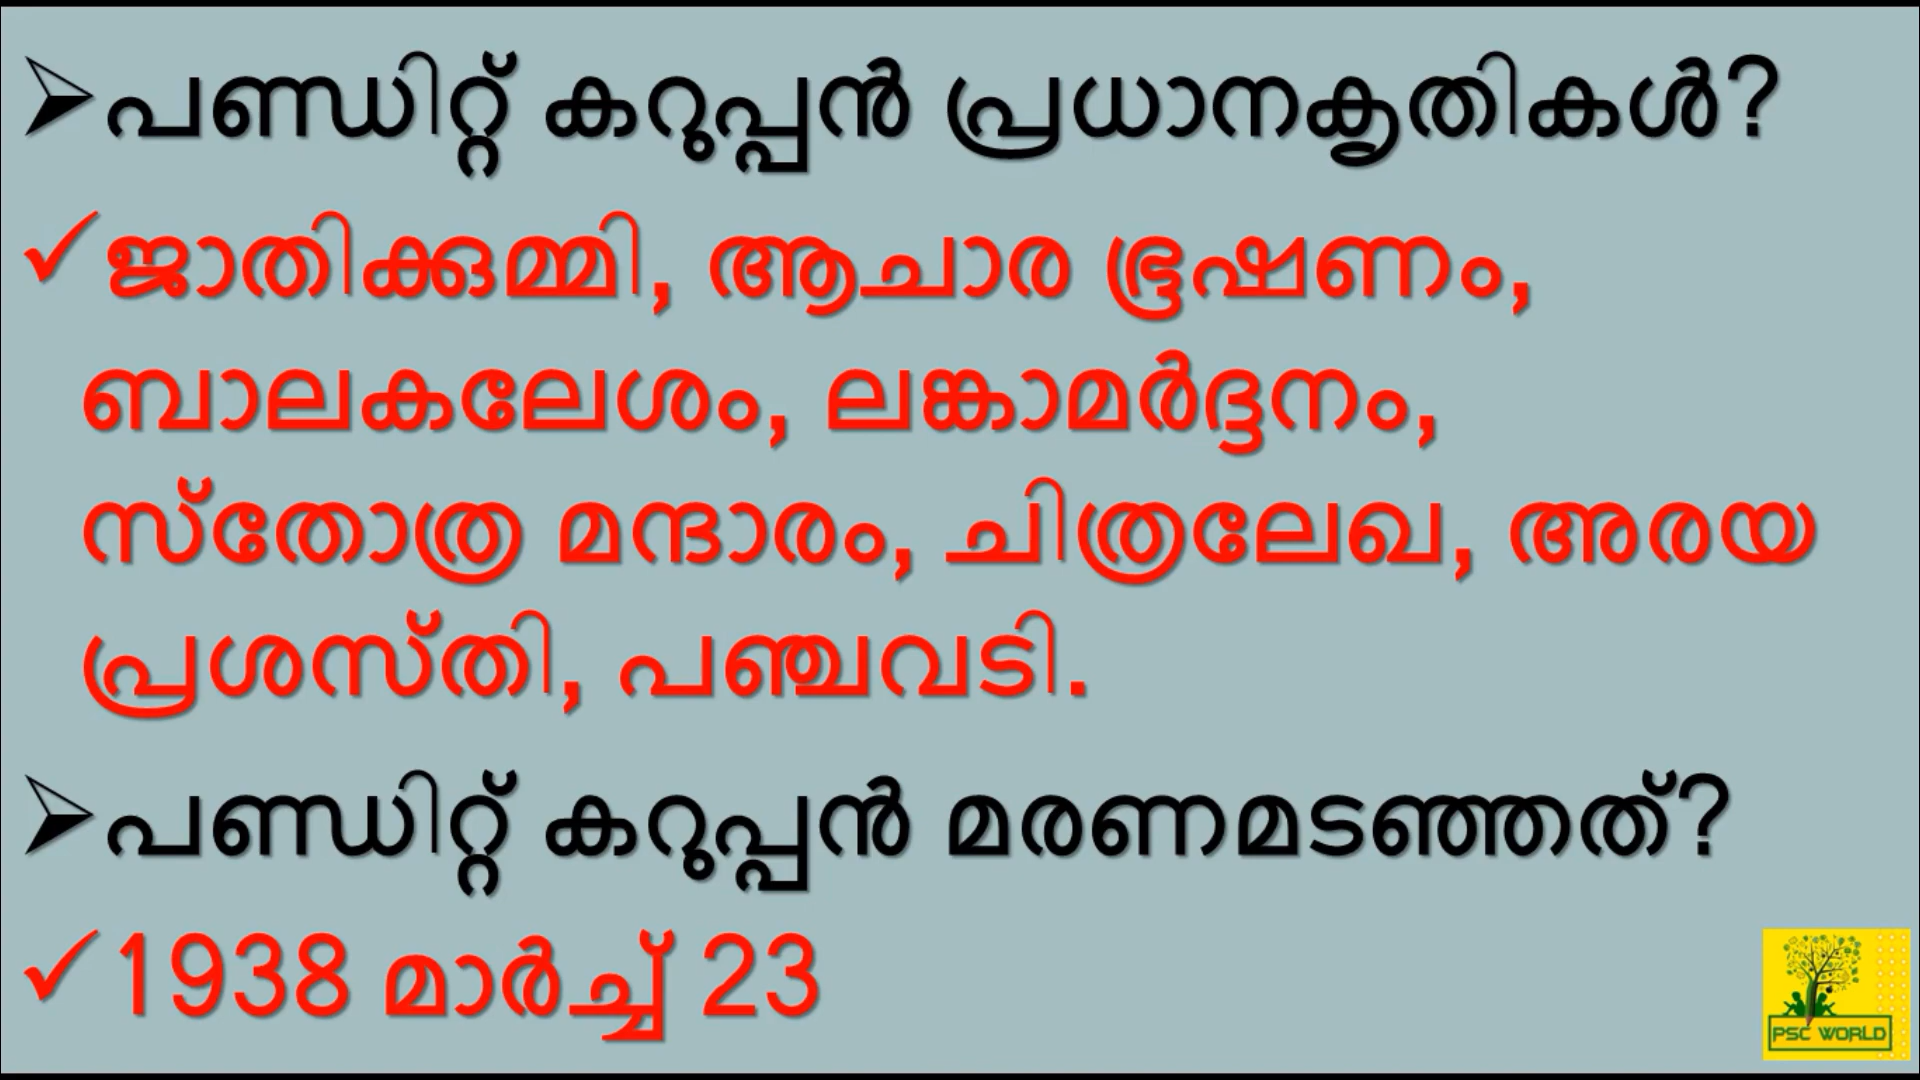 ➢പണ്ഡിറ്റ് കറുപ്പൻ പ്രധാനകൃതികൾ?
✓ജാതിക്കുമ്മി, ആചാര ഭൂഷണം,
ബാലകലേശം, ലങ്കാമർദ്ദനം,
സ്തോത്ര മന്ദാരം, ചിത്രലേഖ, അരയ
പ്രശസ്തി, പഞ്ചവടി.
➢പണ്ഡിറ്റ് കറുപ്പൻ മരണമടഞ്ഞത്?
✓1938 മാർച്ച് 23
PSC WORLD